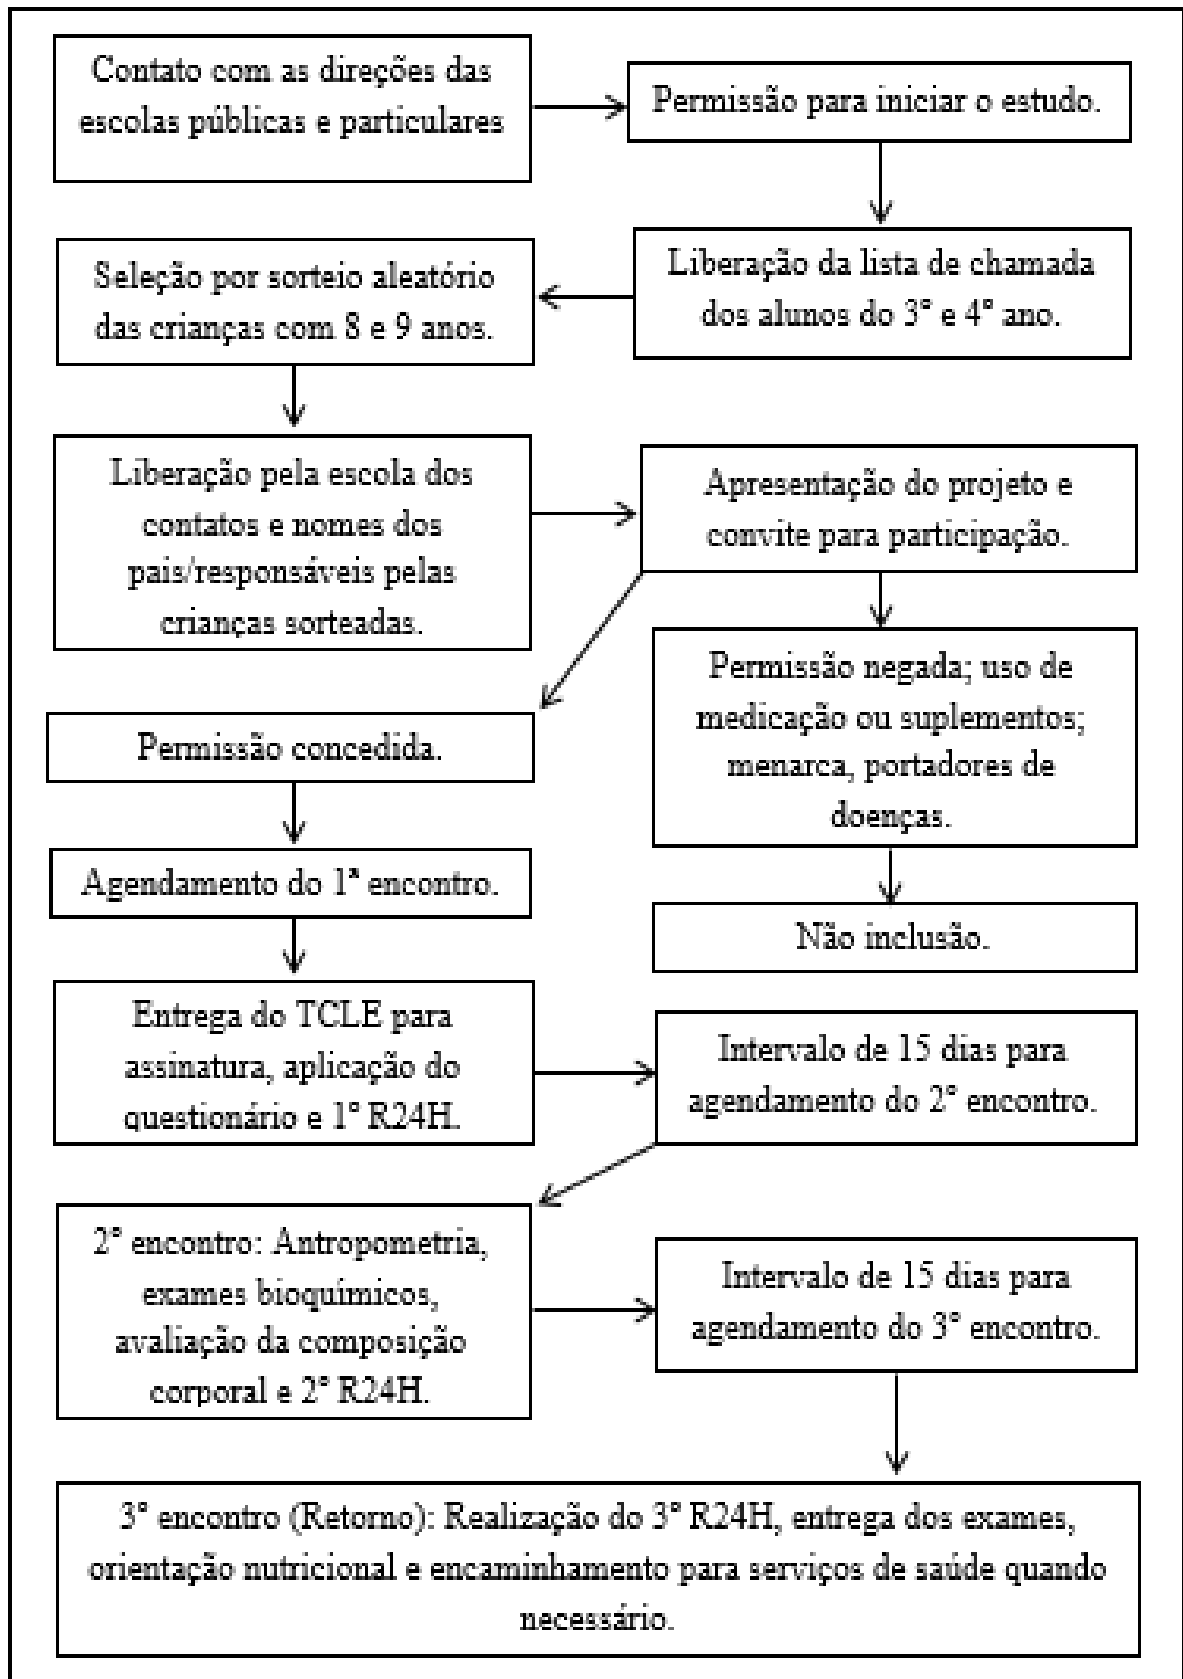 Contato com as direções das
escolas públicas e particulares
Permissão para iniciar o estudo.
Liberação da lista de chamada
dos alunos do 3° e 4° ano.
Seleção por sorteio aleatório
das crianças com 8 e 9 anos.
Liberação pela escola dos
contatos e nomes dos
pais/responsáveis pelas
crianças sorteadas.
Apresentação do projeto e
convite para participação.
Permissão negada; uso de
medicação ou suplementos;
menarca, portadores de
doenças.
Não inclusão.
Permissão concedida.
Agendamento do 1ª encontro.
Entrega do TCLE para
assinatura, aplicação do
questionário e 1° R24H.
Intervalo de 15 dias para
agendamento do 2° encontro.
2° encontro: Antropometria,
exames bioquímicos,
avaliação da composição
corporal e 2° R24H.
Intervalo de 15 dias para
agendamento do 3° encontro.
3° encontro (Retorno): Realização do 3° R24H, entrega dos exames,
orientação nutricional e encaminhamento para serviços de saúde quando
necessário.